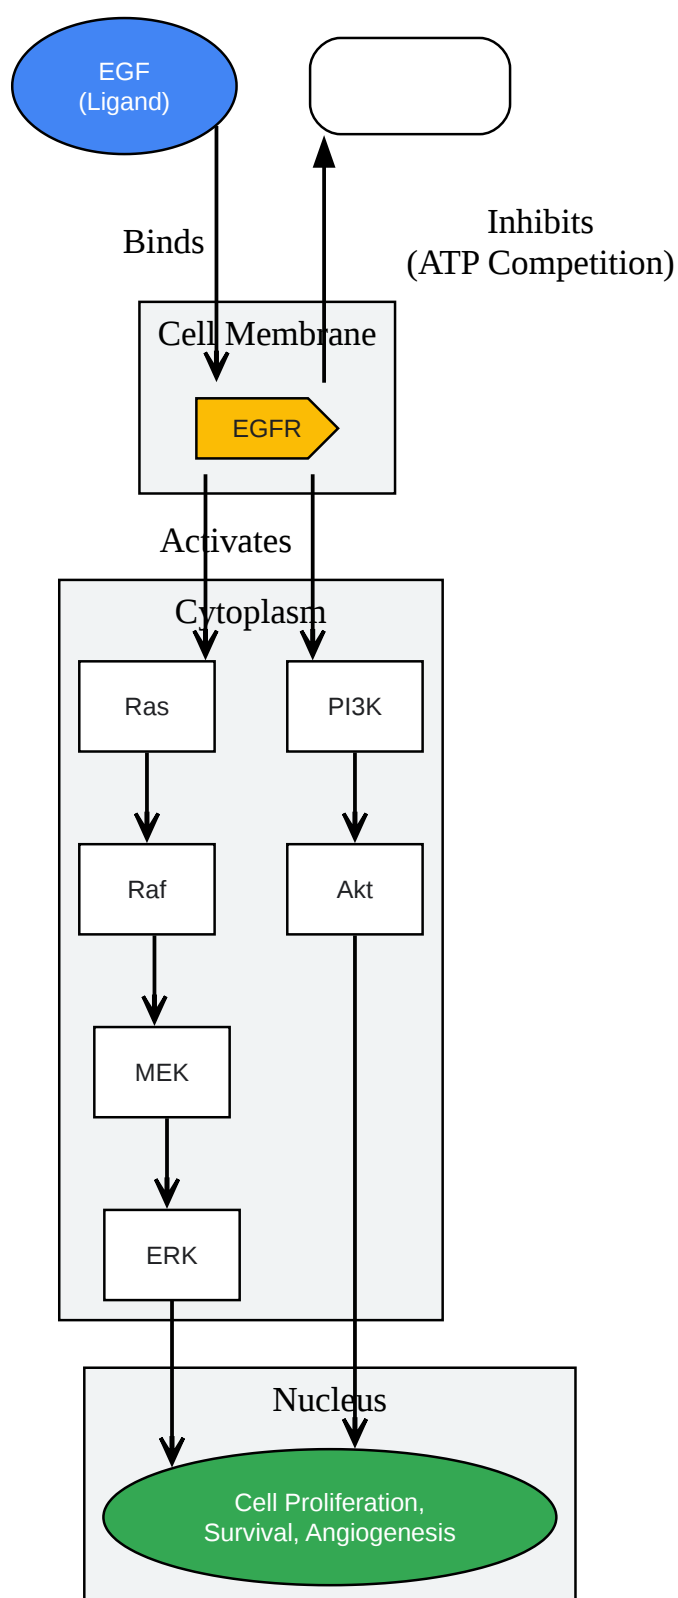 EGF
(Ligand)
Binds
Inhibits
(ATP Competition)
Cell Membrane
EGFR
Activates
Cytoplasm
Ras
PI3K
Raf
Akt
MEK
ERK
Nucleus
Cell Proliferation,
Survival, Angiogenesis